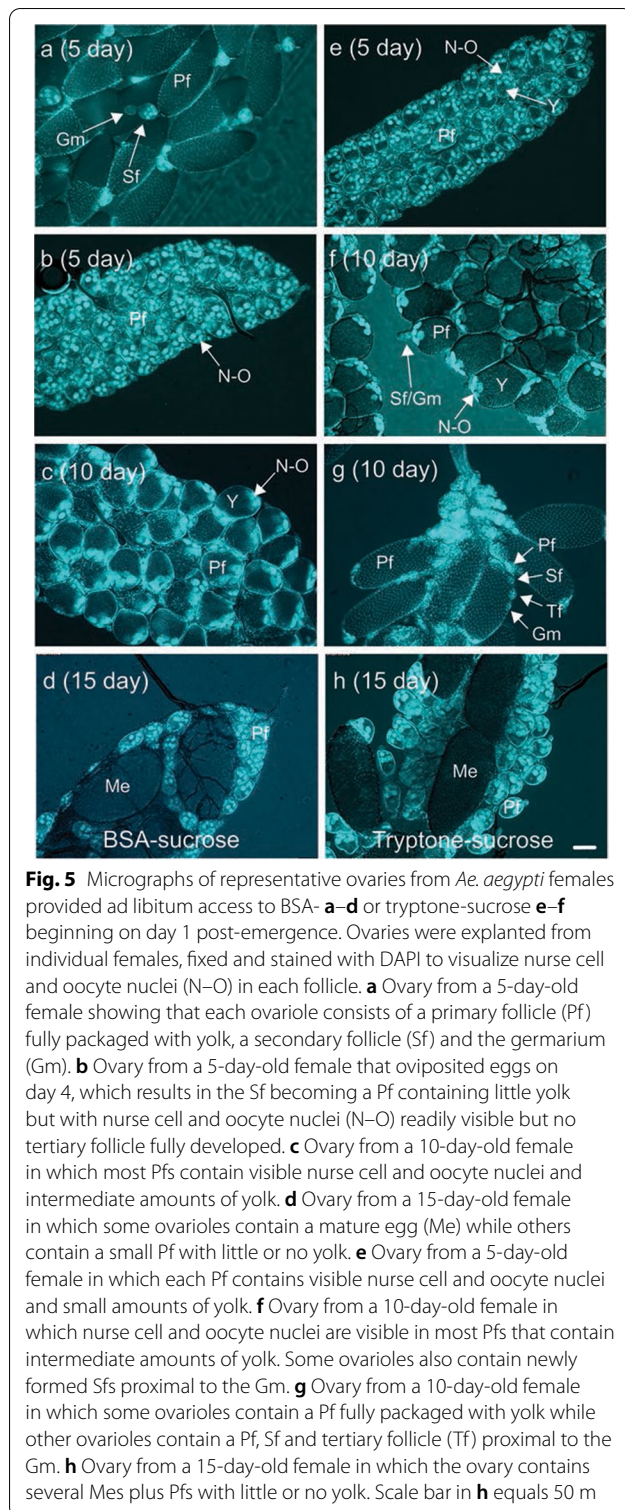 a (5 day)
Pf
Gm
Sf
e (5 day)
N-O
Y
Pf
b (5 day)
Pf
N-O
f (10 day)
Pf
Sf/Gm
Y
N-O
c (10 day)
N-O
Y
Pf
g (10 day)
Pf
Pf
Sf
Tf
Gm
d (15 day)
Pf
Me
BSA-sucrose
h (15 day)
Me
Pf
Tryptone-sucrose
Fig. 5 Micrographs of representative ovaries from Ae. aegypti females
provided ad libitum access to BSA- a–d or tryptone-sucrose e–f
beginning on day 1 post-emergence. Ovaries were explanted from
individual females, fixed and stained with DAPI to visualize nurse cell
and oocyte nuclei (N–O) in each follicle. a Ovary from a 5-day-old
female showing that each ovariole consists of a primary follicle (Pf)
fully packaged with yolk, a secondary follicle (Sf) and the germarium
(Gm). b Ovary from a 5-day-old female that oviposited eggs on
day 4, which results in the Sf becoming a Pf containing little yolk
but with nurse cell and oocyte nuclei (N–O) readily visible but no
tertiary follicle fully developed. c Ovary from a 10-day-old female
in which most Pfs contain visible nurse cell and oocyte nuclei and
intermediate amounts of yolk. d Ovary from a 15-day-old female
in which some ovarioles contain a mature egg (Me) while others
contain a small Pf with little or no yolk. e Ovary from a 5-day-old
female in which each Pf contains visible nurse cell and oocyte nuclei
and small amounts of yolk. f Ovary from a 10-day-old female in
which nurse cell and oocyte nuclei are visible in most Pfs that contain
intermediate amounts of yolk. Some ovarioles also contain newly
formed Sfs proximal to the Gm. g Ovary from a 10-day-old female
in which some ovarioles contain a Pf fully packaged with yolk while
other ovarioles contain a Pf, Sf and tertiary follicle (Tf) proximal to the
Gm. h Ovary from a 15-day-old female in which the ovary contains
several Mes plus Pfs with little or no yolk. Scale bar in h equals 50 m